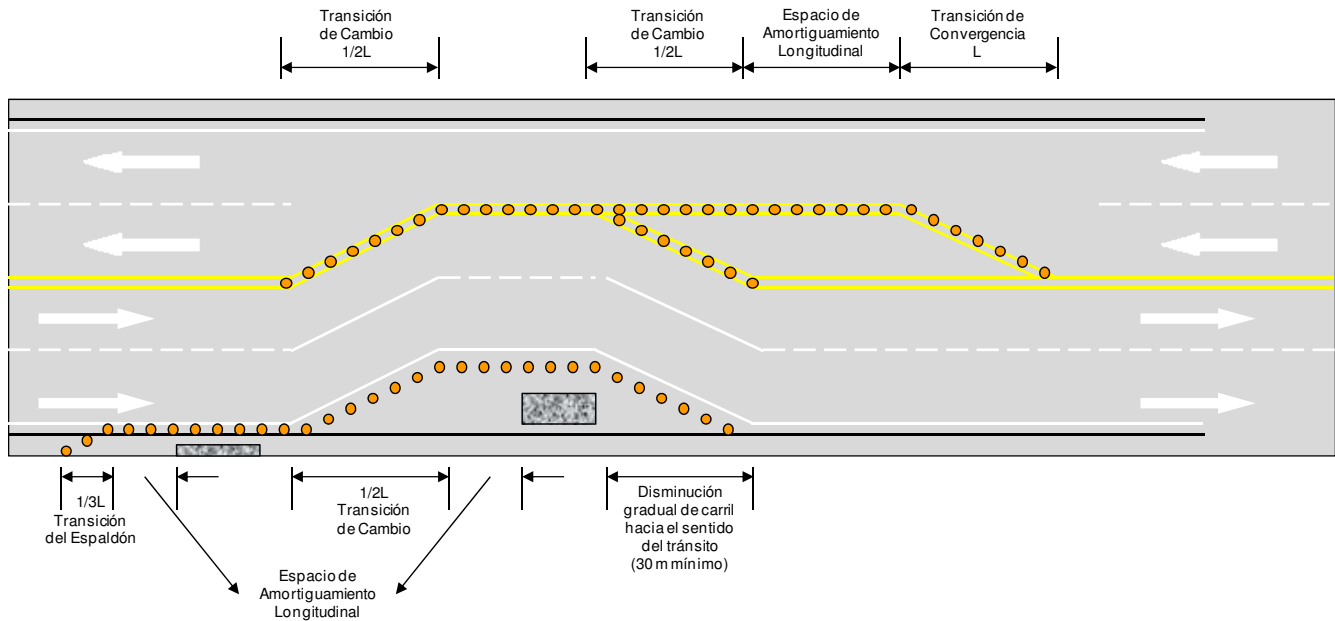 Transición
de Cambio
1/2L
Transición
de Cambio
1/2L
Espacio de
Amortiguamiento
Longitudinal
Transición de
Convergencia
L
1/3L
Transición
del Espaldón
1/2L
Transición
de Cambio
Disminución
gradual de carril
hacia el sentido
del tránsito
(30 m mínimo)
Espacio de
Amortiguamiento
Longitudinal